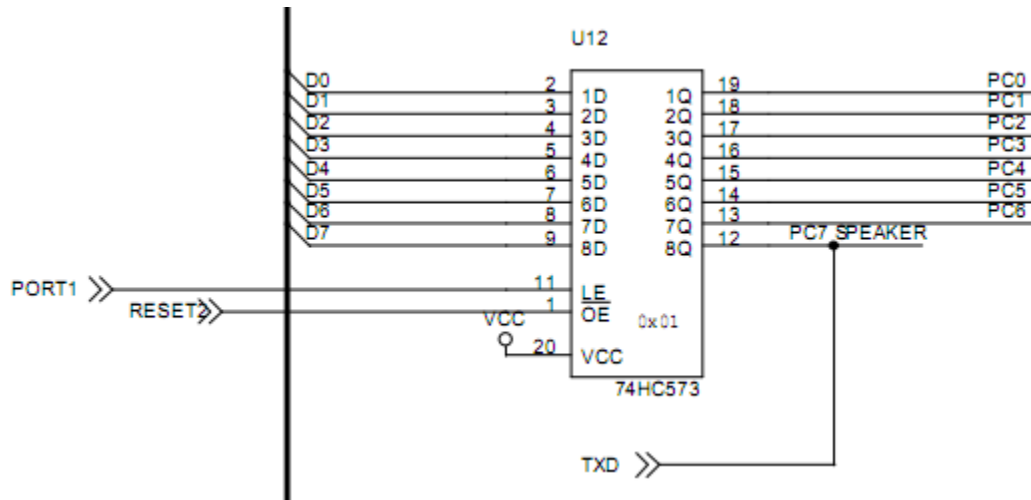 U12
D0 2 1D 1Q 19 PC0
D1 3 2D 2Q 18 PC1
D2 4 3D 3Q 17 PC2
D3 5 4D 4Q 16 PC3
D4 6 5D 5Q 15 PC4
D5 7 6D 6Q 14 PC5
D6 8 7D 7Q 13 PC6
D7 9 8D 8Q 12 PC7 SPEAKER
PORT1 11 LE
RESET2 1 OE
VCC 0x01
20 VCC
74HC573
TXD